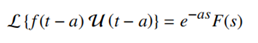 ℒ{f(t − a) 𝒰(t − a)} = e^{−as}F(s)